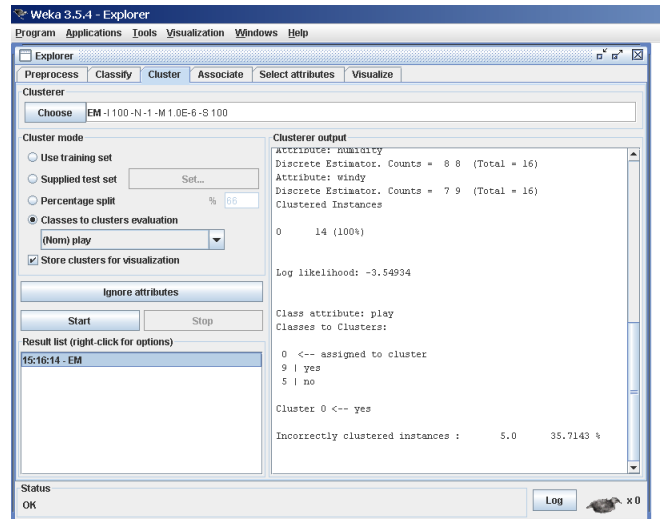 Weka 3.5.4 - Explorer
Program Applications Tools Visualization Windows Help
Explorer
Preprocess Classify Cluster Associate Select attributes Visualize
Clusterer
Choose EM -I 100 -N -1 -M 1.0E-6 -S 100
Cluster mode
Use training set
Supplied test set Set...
Percentage split % 66
Classes to clusters evaluation
(Nom) play
Store clusters for visualization
Ignore attributes
Start Stop
Result list (right-click for options)
15:16:14 - EM
Clusterer output
Attribute: humidity
Discrete Estimator. Counts = 8 8 (Total = 16)
Attribute: windy
Discrete Estimator. Counts = 7 9 (Total = 16)
Clustered Instances
0 14 (100%)
Log likelihood: -3.54934
Class attribute: play
Classes to Clusters:
0 <-- assigned to cluster
9 | yes
5 | no
Cluster 0 <-- yes
Incorrectly clustered instances : 5.0 35.7143 %
Status
OK
Log x 0